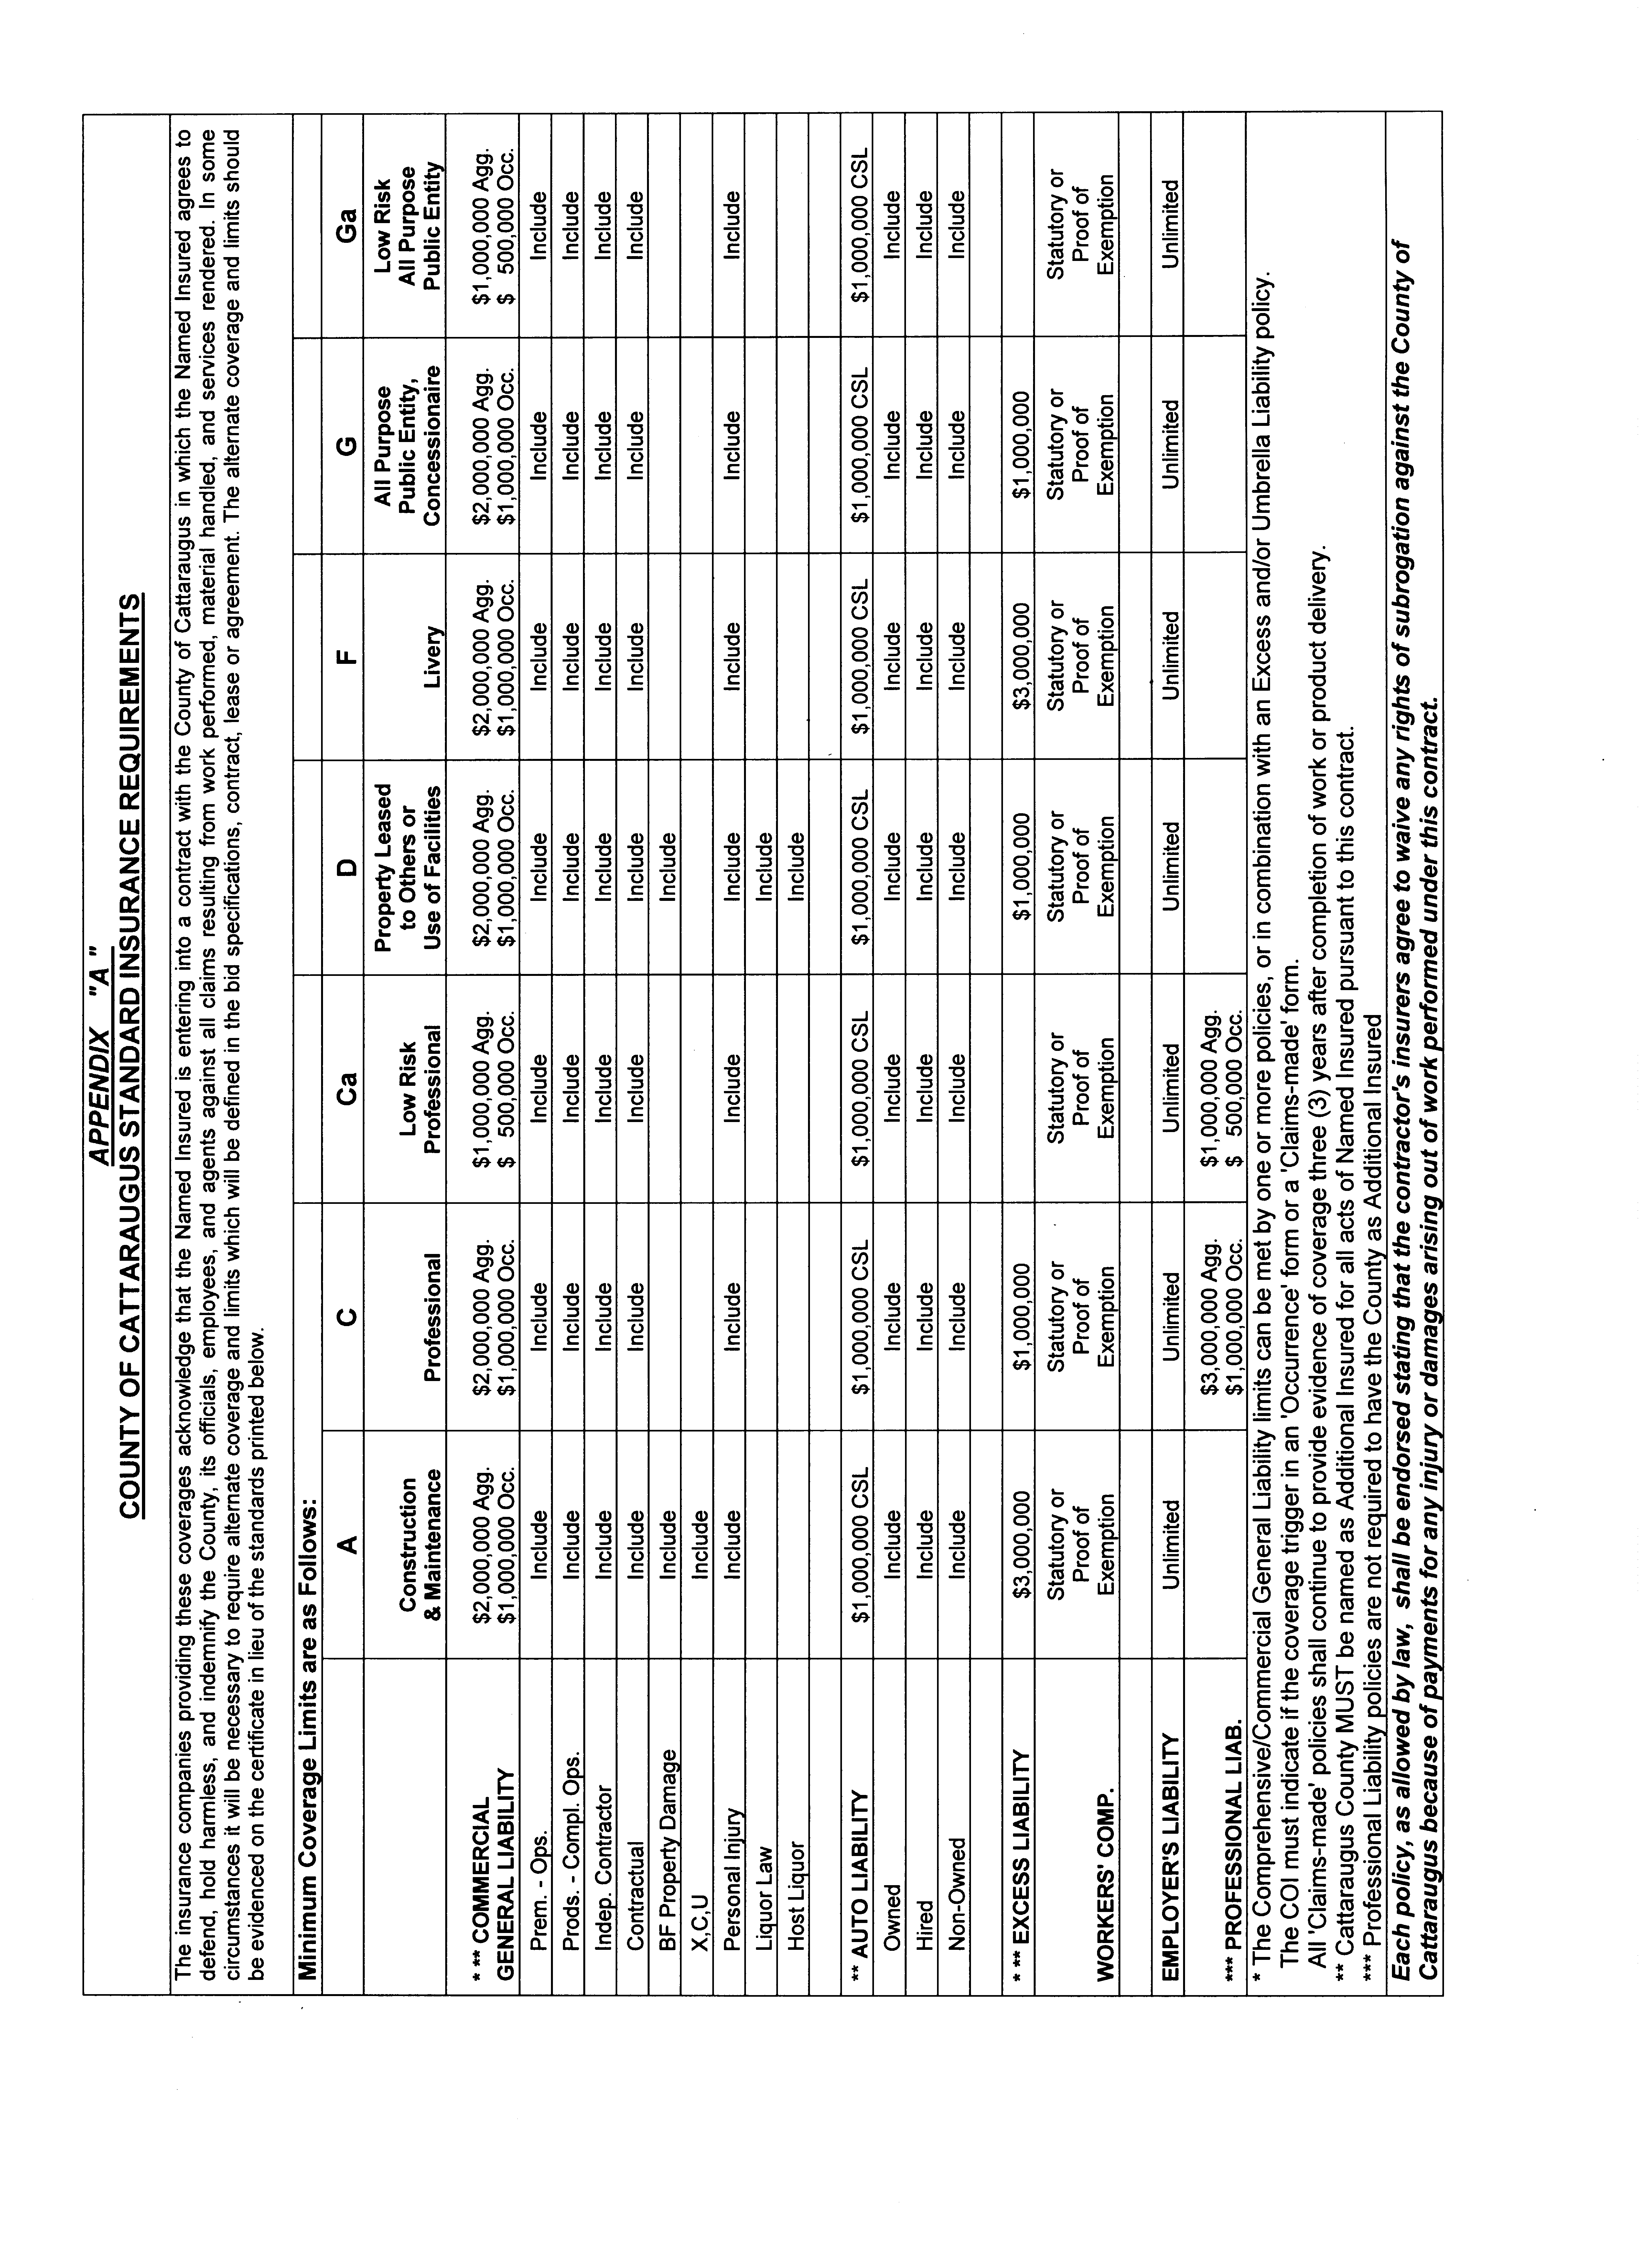 APPENDIX "A"
COUNTY OF CATTARAUGUS STANDARD INSURANCE REQUIREMENTS
The insurance companies providing these coverages acknowledge that the Named Insured is entering into a contract with the County of Cattaraugus in which the Named Insured agrees to
defend, hold harmless, and indemnify the County, its officials, employees, and agents against all claims resulting from work performed, material handled, and services rendered. In some
circumstances it will be necessary to require alternate coverage and limits which will be defined in the bid specifications, contract, lease or agreement. The alternate coverage and limits should
be evidenced on the certificate in lieu of the standards printed below.
Minimum Coverage Limits are as Follows:
A C Ca D F G Ga
Construction & Maintenance Professional Low Risk Professional Property Leased to Others or Use of Facilities Livery All Purpose Public Entity, Concessionaire Low Risk All Purpose Public Entity
* ** COMMERCIAL $2,000,000 Agg. $2,000,000 Agg. $1,000,000 Agg. $2,000,000 Agg. $2,000,000 Agg. $2,000,000 Agg. $1,000,000 Agg.
GENERAL LIABILITY $1,000,000 Occ. $1,000,000 Occ. $ 500,000 Occ. $1,000,000 Occ. $1,000,000 Occ. $1,000,000 Occ. $ 500,000 Occ.
Prem. - Ops. Include Include Include Include Include Include Include
Prods. - Compl. Ops. Include Include Include Include Include Include Include
Indep. Contractor Include Include Include Include Include Include Include
Contractual Include Include Include Include Include Include Include
BF Property Damage Include Include
X,C,U Include
Personal Injury Include Include Include Include Include Include Include
Liquor Law Include
Host Liquor Include
** AUTO LIABILITY $1,000,000 CSL $1,000,000 CSL $1,000,000 CSL $1,000,000 CSL $1,000,000 CSL $1,000,000 CSL $1,000,000 CSL
Owned Include Include Include Include Include Include Include
Hired Include Include Include Include Include Include Include
Non-Owned Include Include Include Include Include Include Include
* ** EXCESS LIABILITY $3,000,000 $1,000,000 $1,000,000 $3,000,000 $1,000,000
Statutory or Statutory or Statutory or Statutory or Statutory or Statutory or Statutory or
Proof of Proof of Proof of Proof of Proof of Proof of Proof of
WORKERS' COMP. Exemption Exemption Exemption Exemption Exemption Exemption Exemption
EMPLOYER'S LIABILITY Unlimited Unlimited Unlimited Unlimited Unlimited Unlimited Unlimited
$3,000,000 Agg. $1,000,000 Agg.
*** PROFESSIONAL LIAB. $1,000,000 Occ. $ 500,000 Occ.
* The Comprehensive/Commercial General Liability limits can be met by one or more policies, or in combination with an Excess and/or Umbrella Liability policy.
The COI must indicate if the coverage trigger in an 'Occurrence' form or a 'Claims-made' form.
All 'Claims-made' policies shall continue to provide evidence of coverage three (3) years after completion of work or product delivery.
** Cattaraugus County MUST be named as Additional Insured for all acts of Named Insured pursuant to this contract.
*** Professional Liability policies are not required to have the County as Additional Insured
Each policy, as allowed by law, shall be endorsed stating that the contractor's insurers agree to waive any rights of subrogation against the County of
Cattaraugus because of payments for any injury or damages arising out of work performed under this contract.